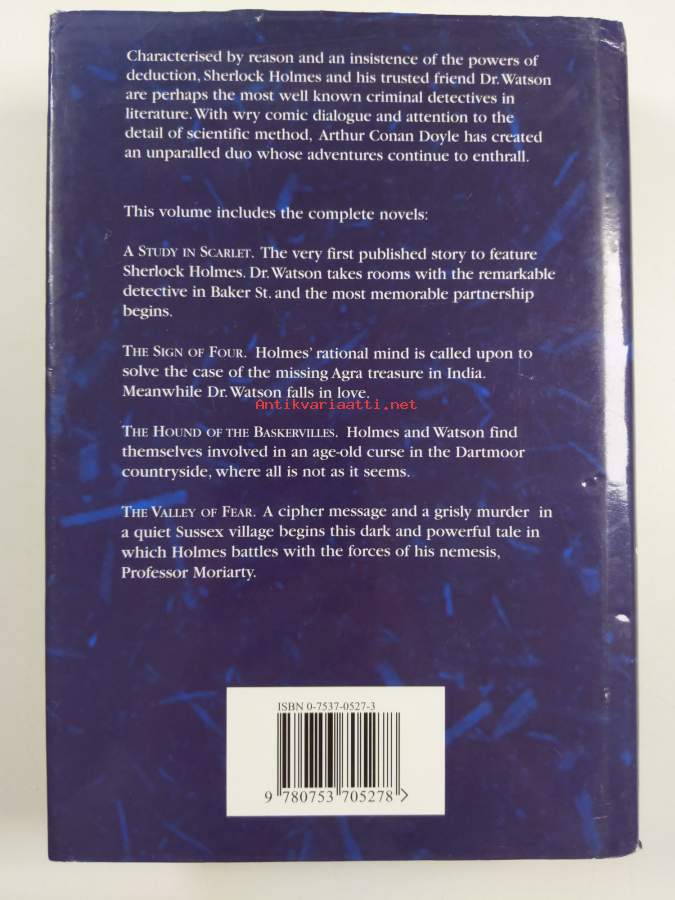 Characterised by reason and an insistence of the powers of
deduction, Sherlock Holmes and his trusted friend Dr. Watson
are perhaps the most well known criminal detectives in
literature. With wry comic dialogue and attention to the
detail of scientific method, Arthur Conan Doyle has created
an unparalled duo whose adventures continue to enthrall.
This volume includes the complete novels:
A STUDY IN SCARLET. The very first published story to feature
Sherlock Holmes. Dr. Watson takes rooms with the remarkable
detective in Baker St. and the most memorable partnership
begins.
THE SIGN OF FOUR. Holmes' rational mind is called upon to
solve the case of the missing Agra treasure in India.
Meanwhile Dr. Watson falls in love.
Antikvariaatti.net
THE HOUND OF THE BASKERVILLES. Holmes and Watson find
themselves involved in an age-old curse in the Dartmoor
countryside, where all is not as it seems.
THE VALLEY OF FEAR. A cipher message and a grisly murder in
a quiet Sussex village begins this dark and powerful tale in
which Holmes battles with the forces of his nemesis,
Professor Moriarty.
ISBN 0-7537-0527-3
9 780753 705278 >